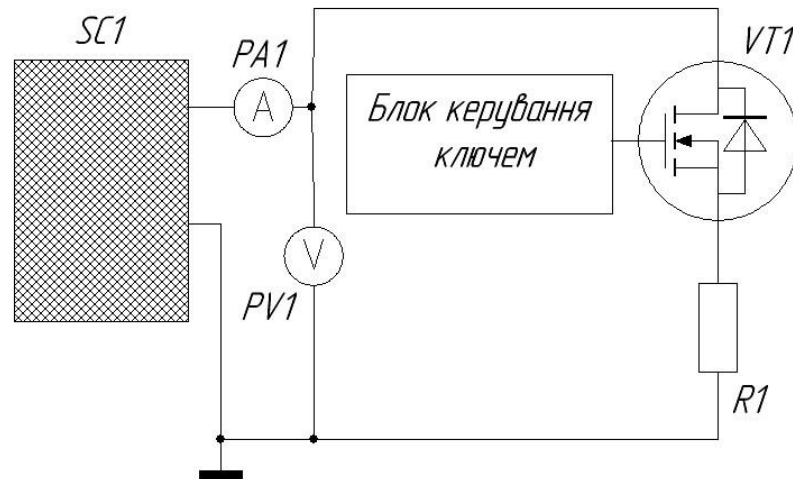 SC1
PA1
VT1
A
Блок керування
ключем
V
PV1
R1